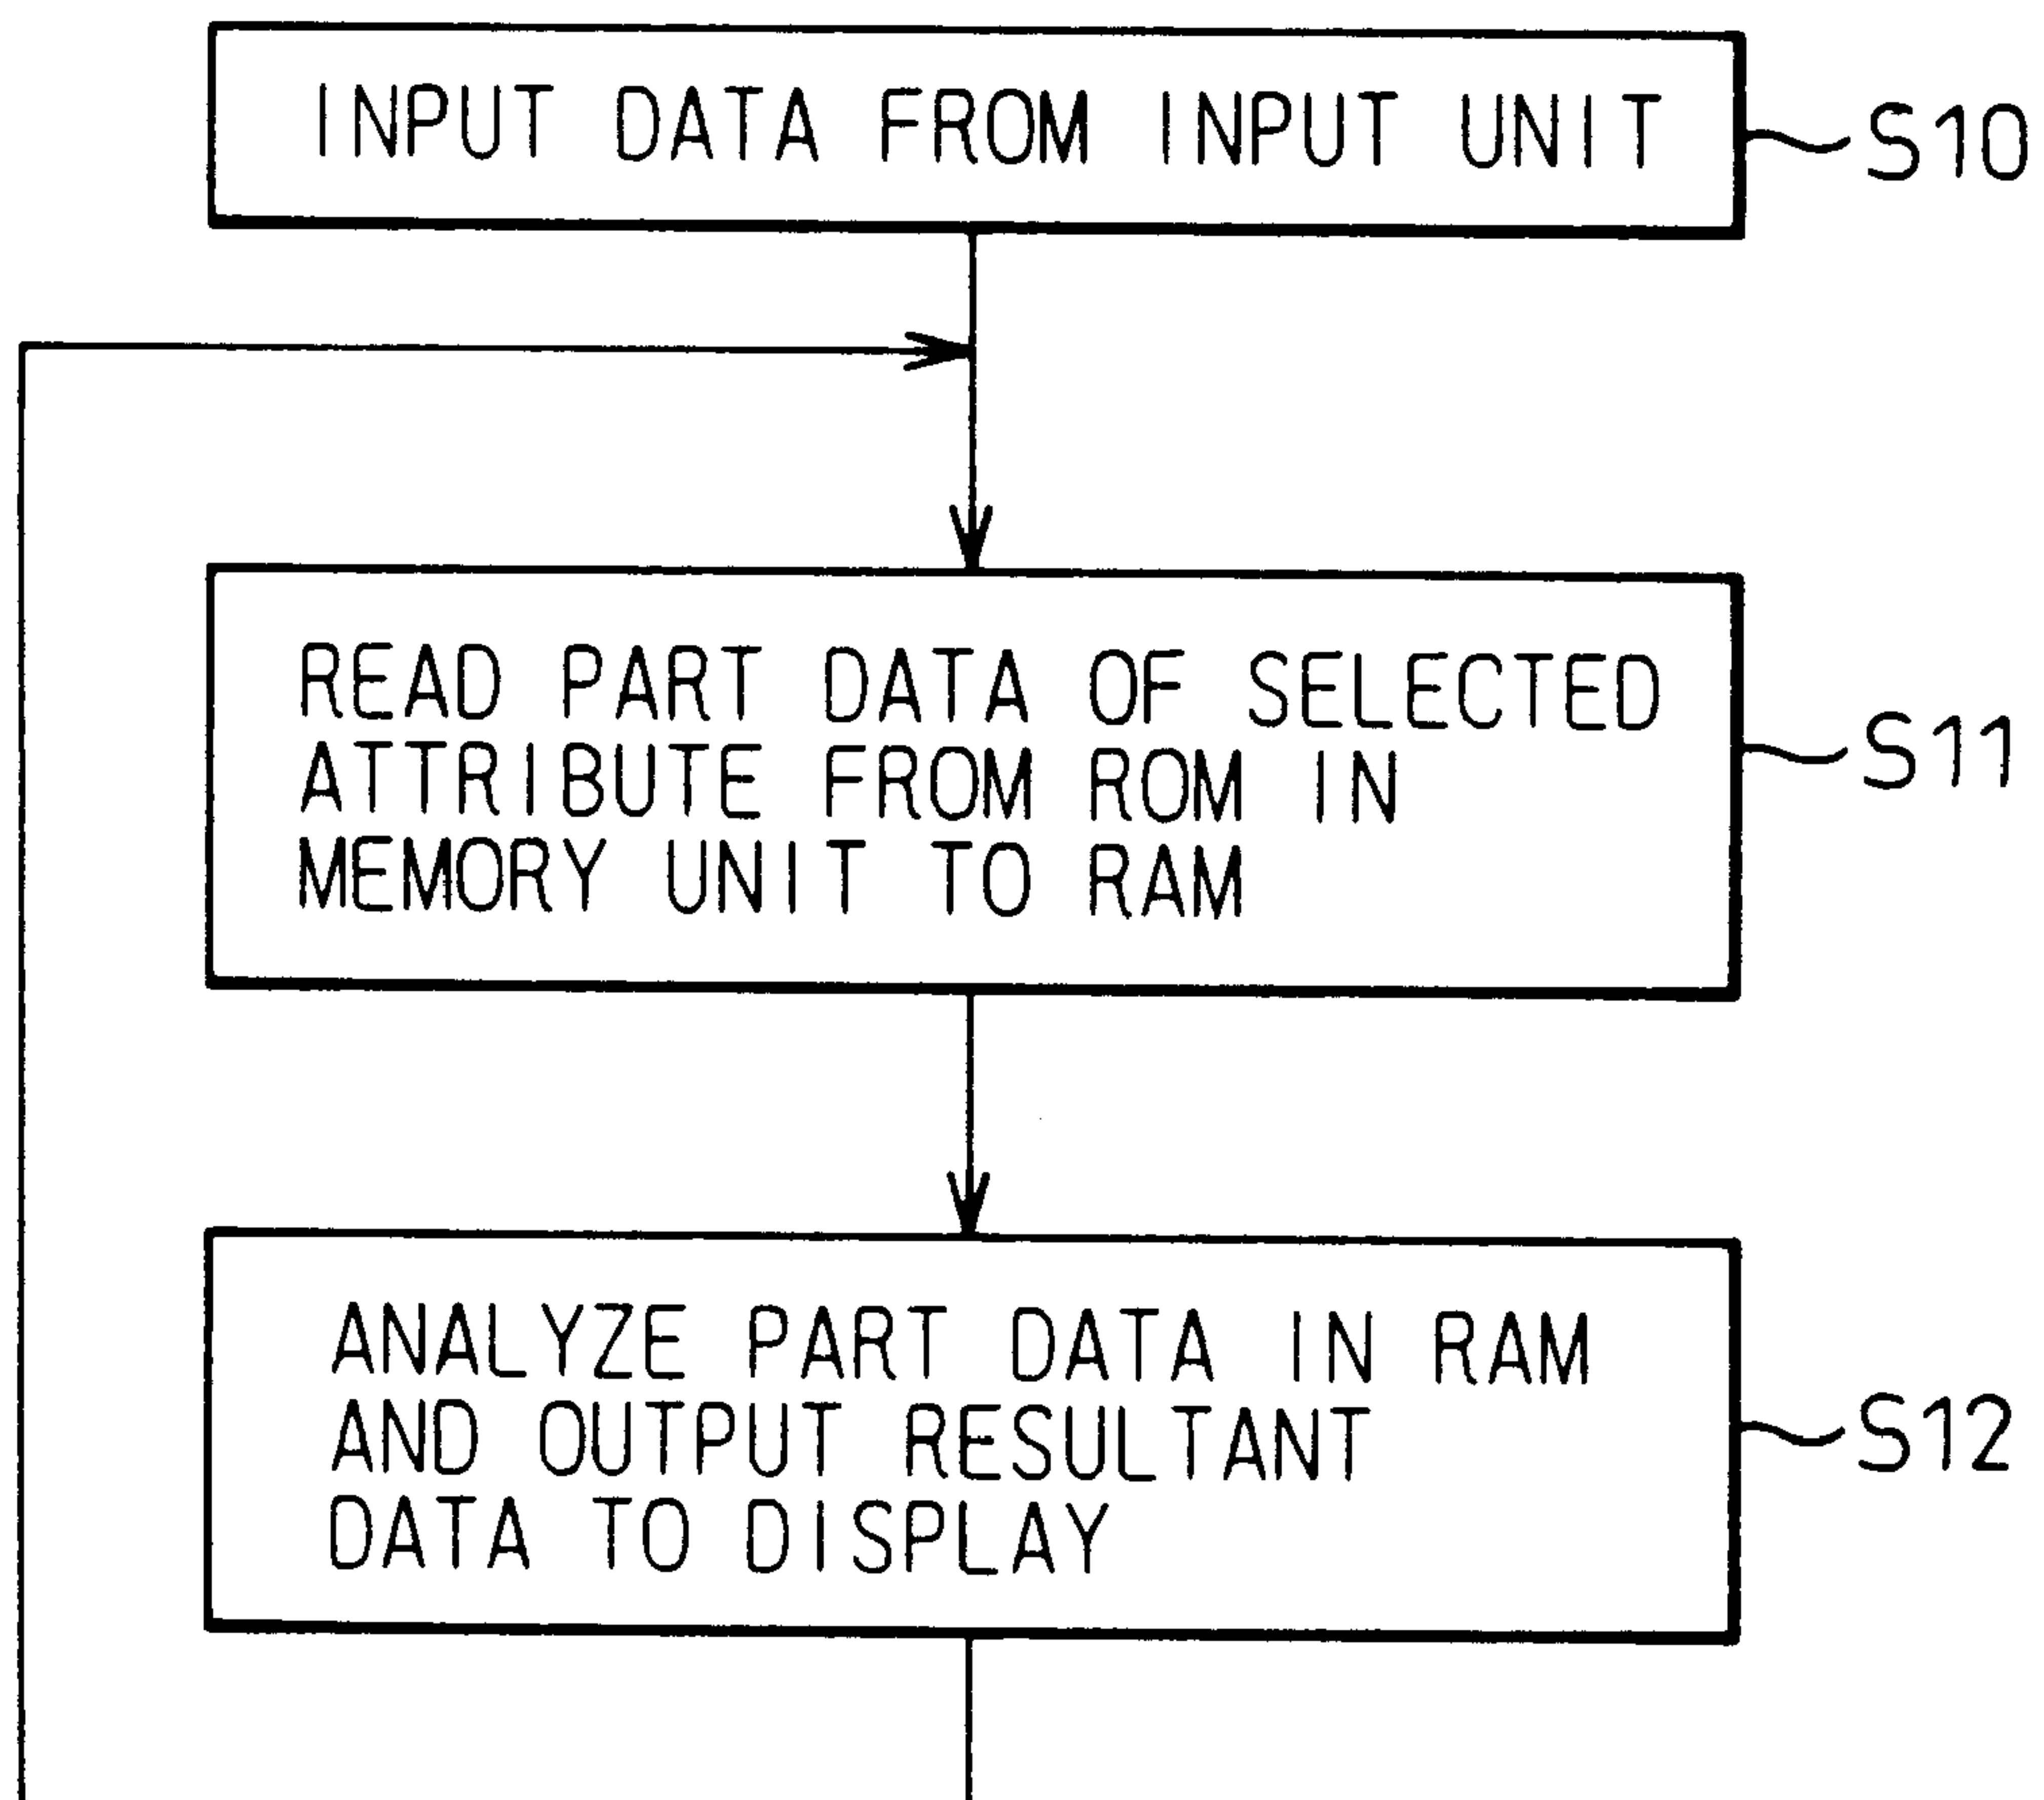 INPUT DATA FROM INPUT UNIT
S10
READ PART DATA OF SELECTED
ATTRIBUTE FROM ROM IN
MEMORY UNIT TO RAM
S11
ANALYZE PART DATA IN RAM
AND OUTPUT RESULTANT
DATA TO DISPLAY
S12